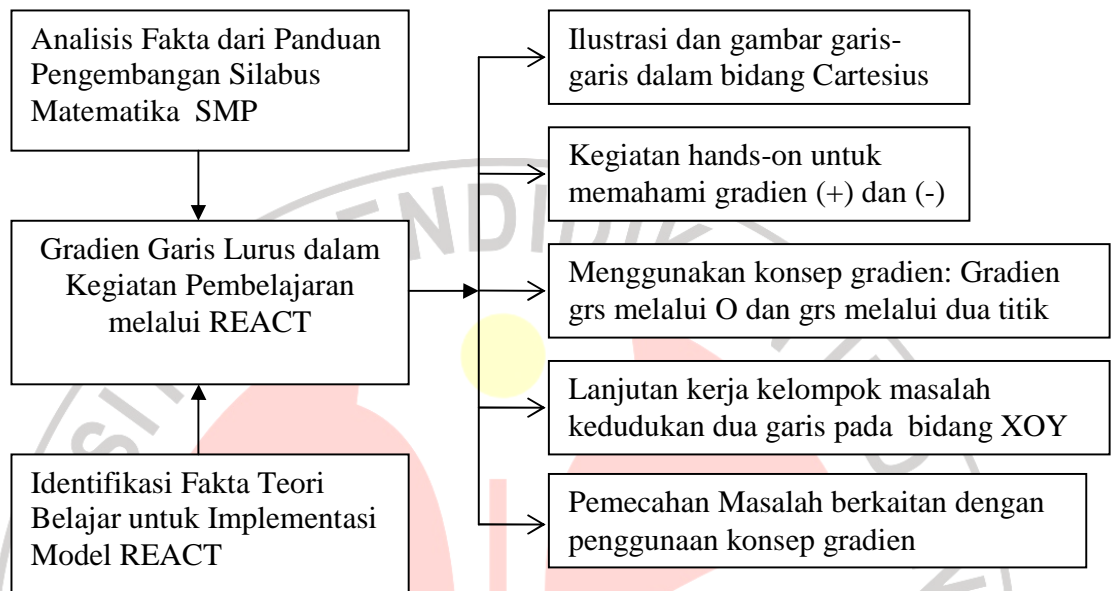 Analisis Fakta dari Panduan
Pengembangan Silabus
Matematika SMP
Gradien Garis Lurus dalam
Kegiatan Pembelajaran
melalui REACT
Identifikasi Fakta Teori
Belajar untuk Implementasi
Model REACT
Ilustrasi dan gambar garis-
garis dalam bidang Cartesius
Kegiatan hands-on untuk
memahami gradien (+) dan (-)
Menggunakan konsep gradien: Gradien
grs melalui O dan grs melalui dua titik
Lanjutan kerja kelompok masalah
kedudukan dua garis pada bidang XOY
Pemecahan Masalah berkaitan dengan
penggunaan konsep gradien